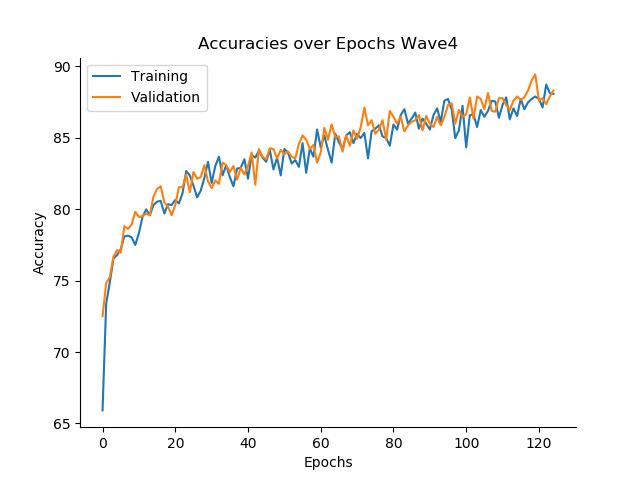 Accuracies over Epochs Wave4
90
Training
Validation
85
80
Accuracy
75
70
65
0 20 40 60 80 100 120
Epochs